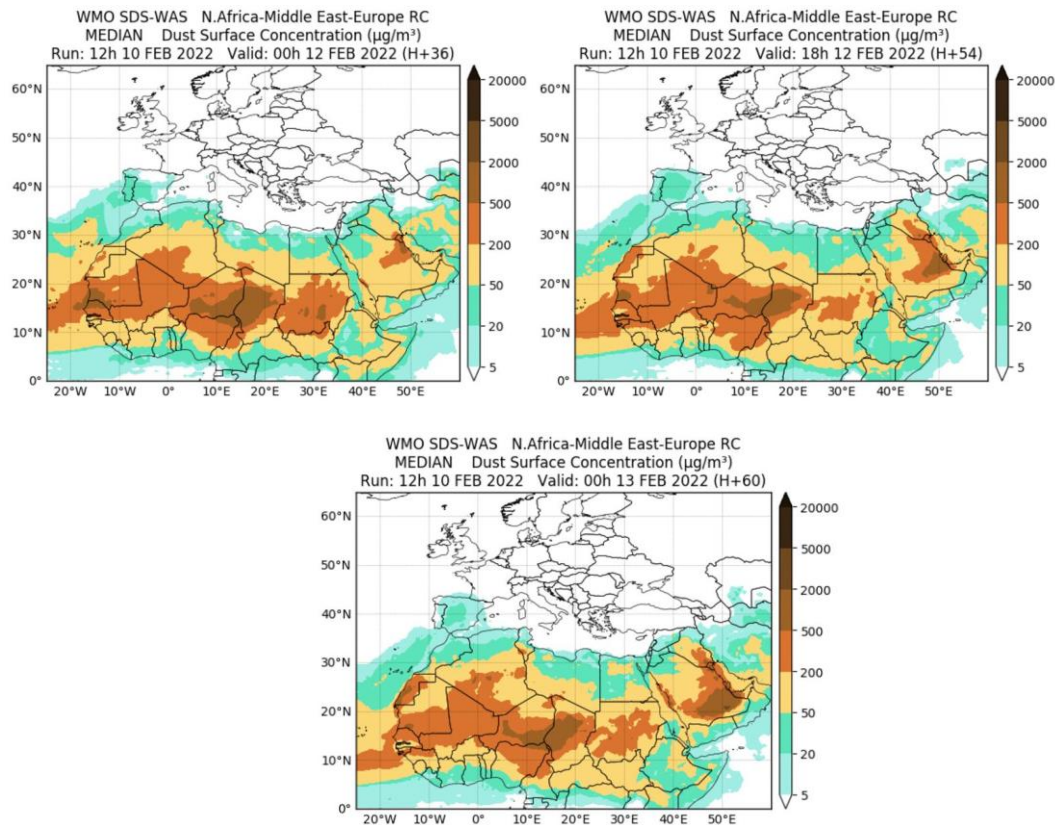 WMO SDS-WAS N.Africa-Middle East-Europe RC
MEDIAN Dust Surface Concentration (µg/m³)
Run: 12h 10 FEB 2022 Valid: 00h 12 FEB 2022 (H+36)
60°N
50°N
40°N
30°N
20°N
10°N
0°
20°W
10°W
0°
10°E
20°E
30°E
40°E
50°E
20000
5000
2000
500
200
50
20
5
WMO SDS-WAS N.Africa-Middle East-Europe RC
MEDIAN Dust Surface Concentration (µg/m³)
Run: 12h 10 FEB 2022 Valid: 18h 12 FEB 2022 (H+54)
60°N
50°N
40°N
30°N
20°N
10°N
0°
20°W
10°W
0°
10°E
20°E
30°E
40°E
50°E
20000
5000
2000
500
200
50
20
5
WMO SDS-WAS N.Africa-Middle East-Europe RC
MEDIAN Dust Surface Concentration (µg/m³)
Run: 12h 10 FEB 2022 Valid: 00h 13 FEB 2022 (H+60)
60°N
50°N
40°N
30°N
20°N
10°N
0°
20°W
10°W
0°
10°E
20°E
30°E
40°E
50°E
20000
5000
2000
500
200
50
20
5